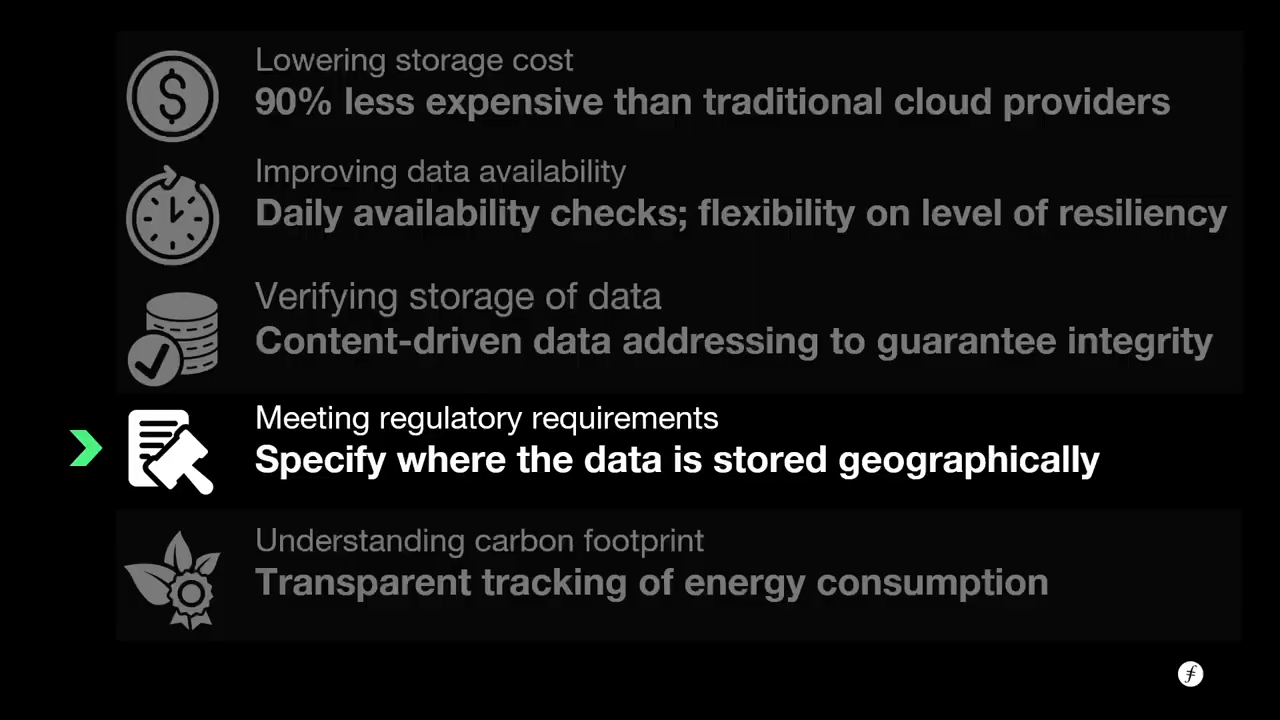 Lowering storage cost
90% less expensive than traditional cloud providers
Improving data availability
Daily availability checks; flexibility on level of resiliency
Verifying storage of data
Content-driven data addressing to guarantee integrity
Meeting regulatory requirements
Specify where the data is stored geographically
Understanding carbon footprint
Transparent tracking of energy consumption